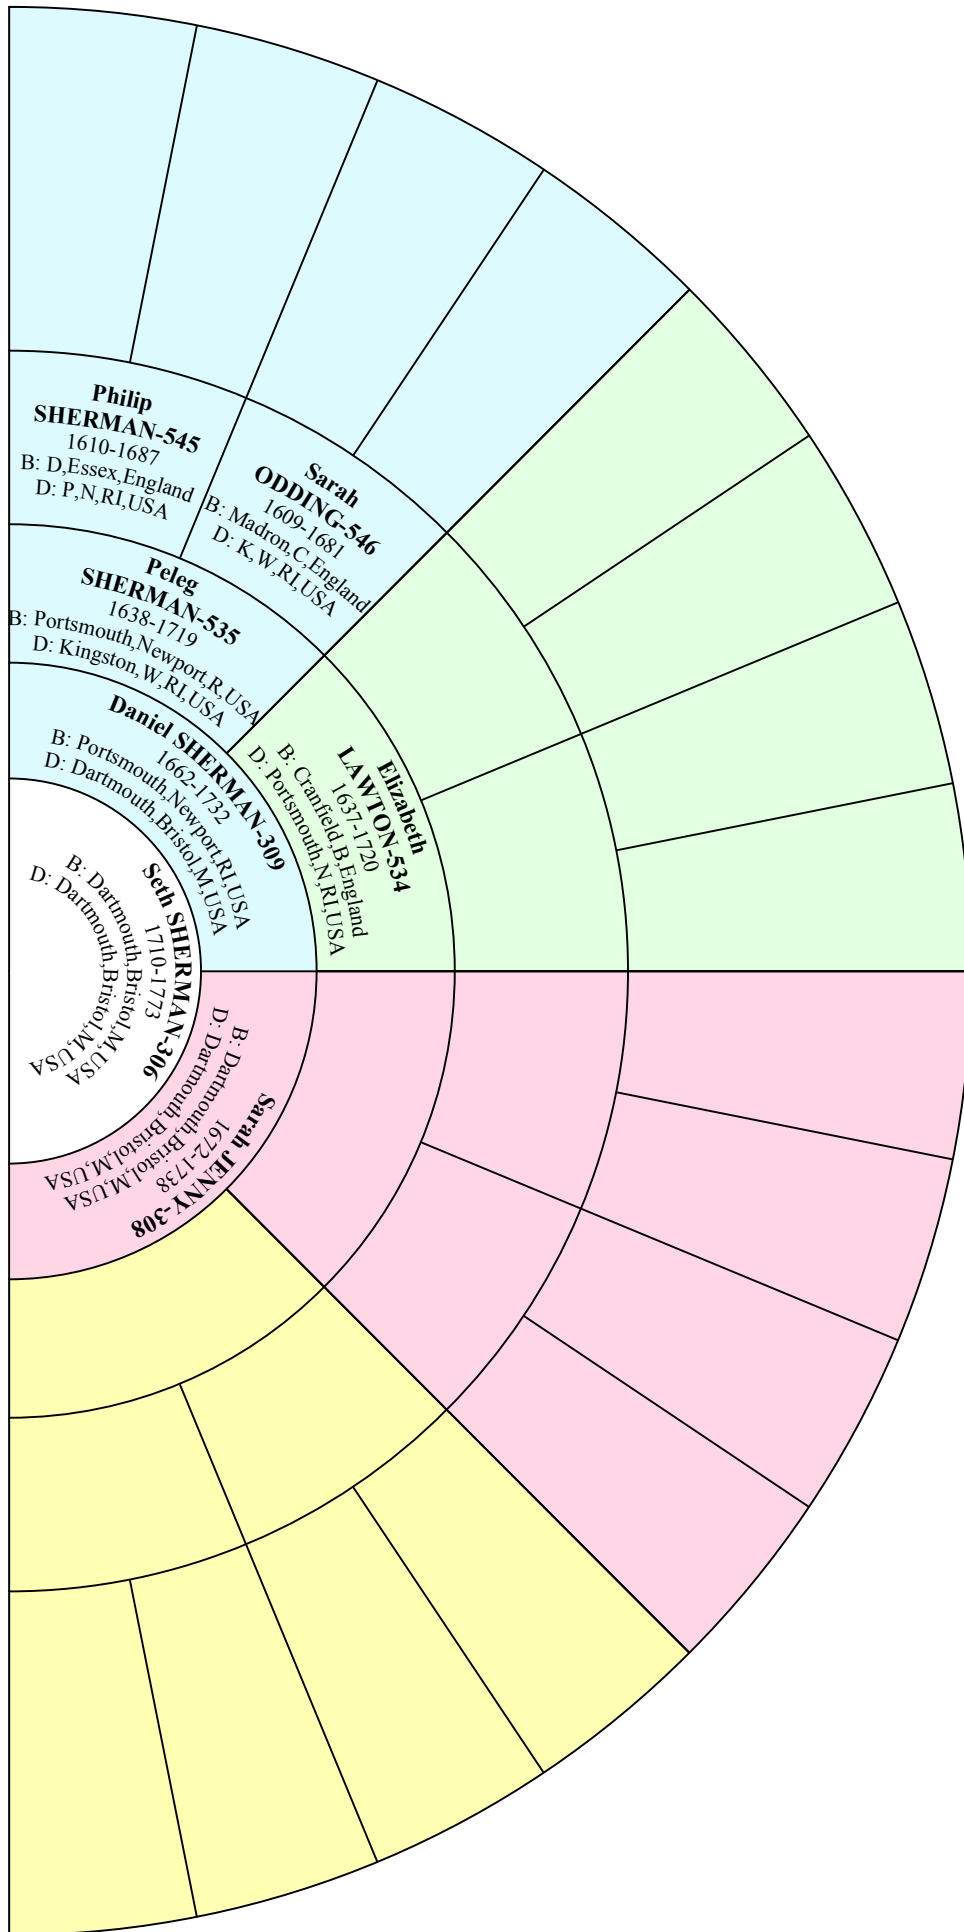 Philip
SHERMAN-545
1610-1687
B: D,Essex,England
D: P,N,RI,USA
Sarah
ODDING-546
1609-1681
B: Madron,C,England
D: K,W,RI,USA
Peleg
SHERMAN-535
1638-1719
B: Portsmouth,Newport,R,USA
D: Kingston,W,RI,USA
Elizabeth
LAWTON-534
1637-1720
B: Cranfield,B,England
D: Portsmouth,N,RI,USA
Daniel SHERMAN-309
1662-1732
B: Portsmouth,Newport,RI,USA
D: Dartmouth,Bristol,M,USA
Seth SHERMAN-306
1710-1773
B: Dartmouth,Bristol,M,USA
D: Dartmouth,Bristol,M,USA
Sarah JENNY-308
1672-1738
B: Dartmouth,Bristol,M,USA
D: Dartmouth,Bristol,M,USA